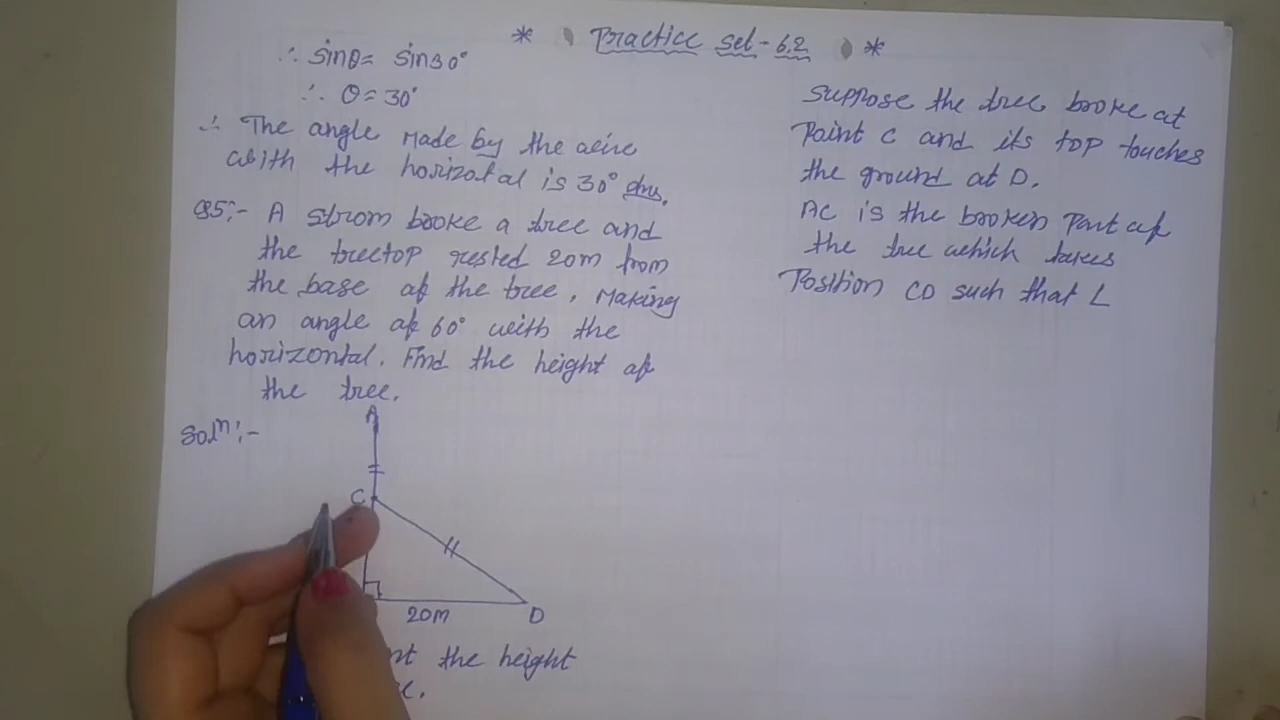 * Practice Set-6.2 *
∴ sinθ = sin30°
∴ θ = 30°
∴ The angle made by the wire
with the horizotal is 30° Ans.
Q5:- A strom broke a tree and
the treetop rested 20m from
the base of the tree, making
an angle of 60° with the
horizontal. Find the height of
the tree.
Solⁿ:-
A
C
20m
D
the height
Suppose the tree broke at
Point C and its top touches
the ground at D.
AC is the broken Part of
the tree which takes
Position CD such that ∠